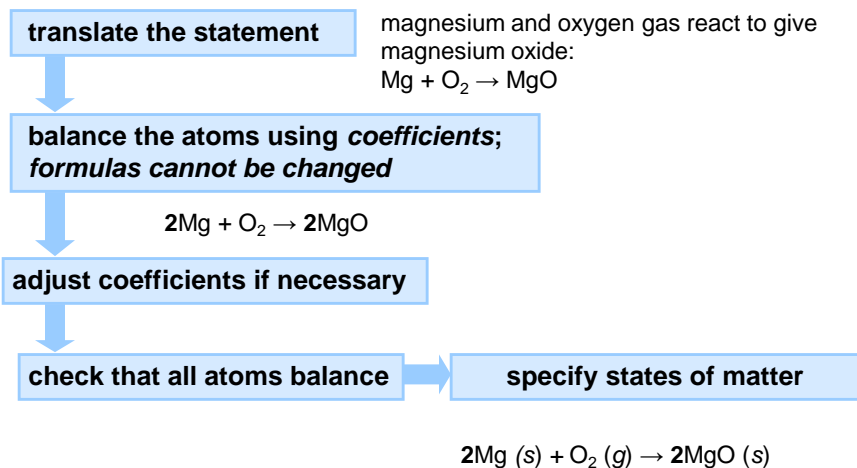 translate the statement
magnesium and oxygen gas react to give
magnesium oxide:
Mg + O₂ → MgO
balance the atoms using coefficients;
formulas cannot be changed
2Mg + O₂ → 2MgO
adjust coefficients if necessary
check that all atoms balance
specify states of matter
2Mg (s) + O₂ (g) → 2MgO (s)